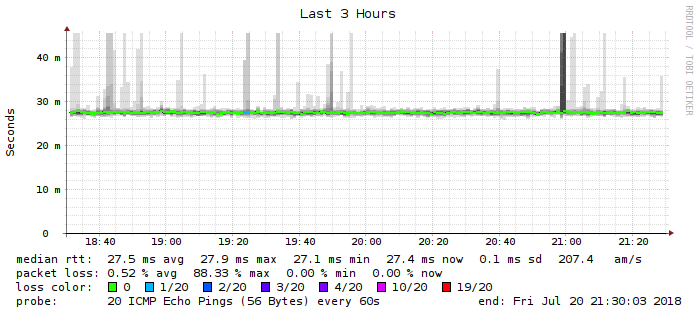 Last 3 Hours
RRDTOOL / TOBI OETIKER
Seconds
40 m
30 m
20 m
10 m
0
18:40 19:00 19:20 19:40 20:00 20:20 20:40 21:00 21:20
median rtt: 27.5 ms avg 27.9 ms max 27.1 ms min 27.4 ms now 0.1 ms sd 207.4 am/s
packet loss: 0.52 % avg 88.33 % max 0.00 % min 0.00 % now
loss color: 0 1/20 2/20 3/20 4/20 10/20 19/20
probe: 20 ICMP Echo Pings (56 Bytes) every 60s end: Fri Jul 20 21:30:03 2018